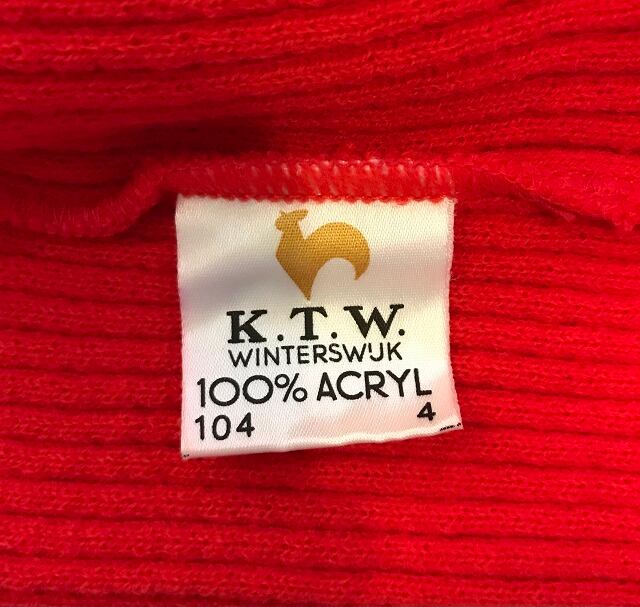 K.T.W.
WINTERSWIJK
100% ACRYL
104 4